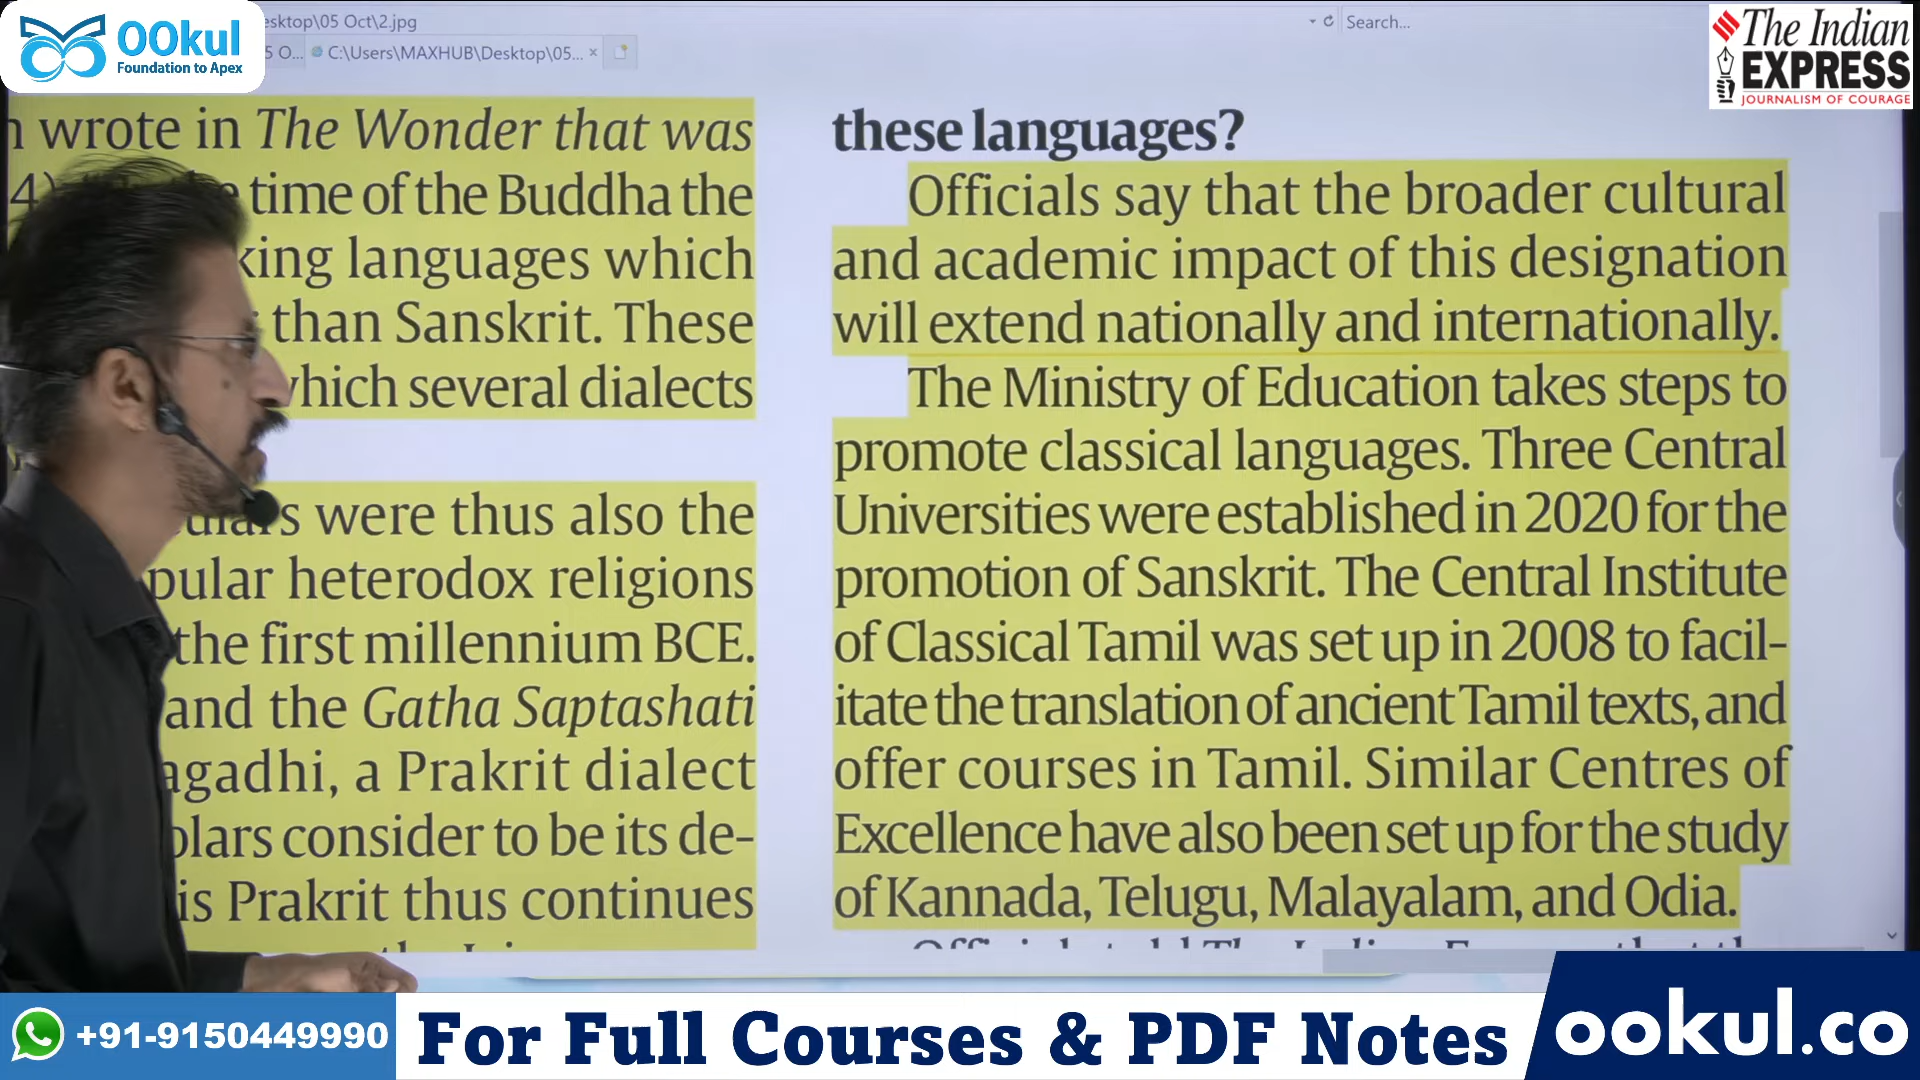 OOkul
Foundation to Apex
esktop\05 Oct\2.jpg
5 O...
C:\Users\MAXHUB\Desktop\05...
Search...
The Indian
EXPRESS
JOURNALISM OF COURAGE
wrote in The Wonder that was
time of the Buddha the
king languages which
than Sanskrit. These
which several dialects
were thus also the
pular heterodox religions
the first millennium BCE.
and the Gatha Saptashati
agadhi, a Prakrit dialect
olars consider to be its de-
is Prakrit thus continues
these languages?
Officials say that the broader cultural
and academic impact of this designation
will extend nationally and internationally.
The Ministry of Education takes steps to
promote classical languages. Three Central
Universities were established in 2020 for the
promotion of Sanskrit. The Central Institute
of Classical Tamil was set up in 2008 to facil-
itate the translation of ancient Tamil texts, and
offer courses in Tamil. Similar Centres of
Excellence have also been set up for the study
of Kannada, Telugu, Malayalam, and Odia.
+91-9150449990
For Full Courses & PDF Notes
ookul.co